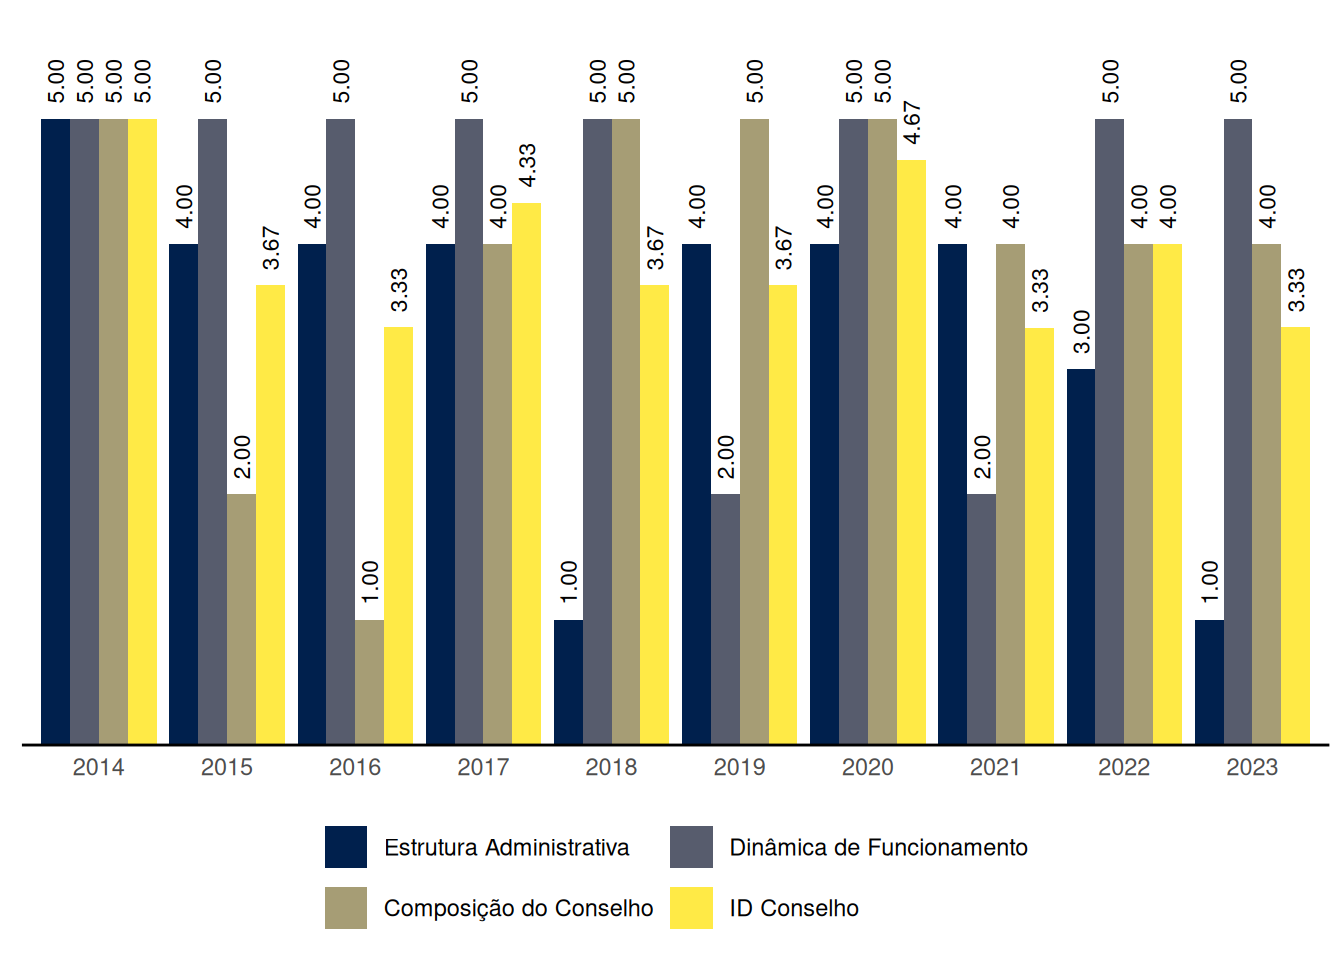 5.00 5.00 5.00 5.00 4.00 5.00 2.00 3.67 4.00 5.00 1.00 3.33 4.00 5.00 4.00 4.33 1.00 5.00 5.00 3.67 4.00 2.00 5.00 3.67 4.00 5.00 5.00 4.67 4.00 2.00 4.00 3.33 3.00 5.00 4.00 4.00 1.00 5.00 4.00 3.33
2014 2015 2016 2017 2018 2019 2020 2021 2022 2023
Estrutura Administrativa Dinâmica de Funcionamento
Composição do Conselho ID Conselho